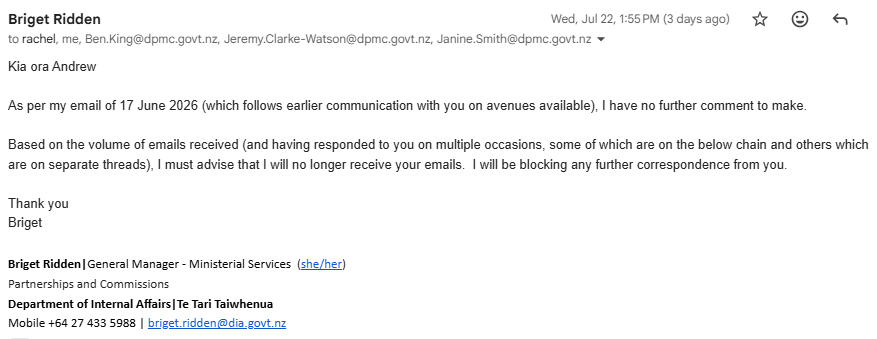 Briget Ridden
Wed, Jul 22, 1:55 PM (3 days ago)
to rachel, me, Ben.King@dpmc.govt.nz, Jeremy.Clarke-Watson@dpmc.govt.nz, Janine.Smith@dpmc.govt.nz
Kia ora Andrew
As per my email of 17 June 2026 (which follows earlier communication with you on avenues available), I have no further comment to make.
Based on the volume of emails received (and having responded to you on multiple occasions, some of which are on the below chain and others which
are on separate threads), I must advise that I will no longer receive your emails.  I will be blocking any further correspondence from you.
Thank you
Briget
Briget Ridden|General Manager - Ministerial Services (she/her)
Partnerships and Commissions
Department of Internal Affairs|Te Tari Taiwhenua
Mobile +64 27 433 5988 | briget.ridden@dia.govt.nz